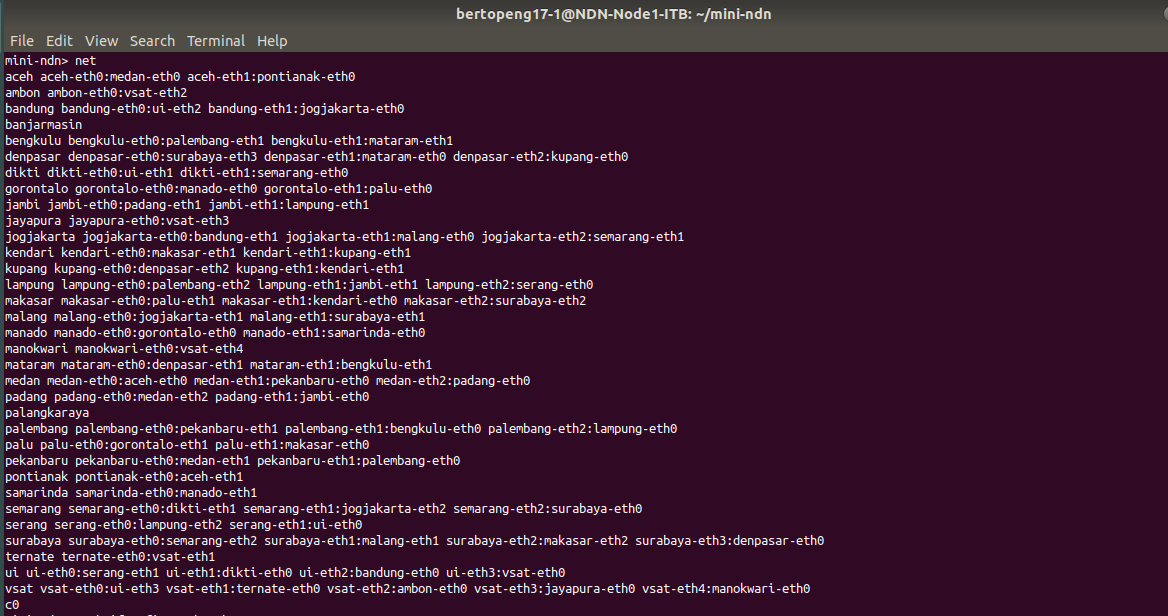 bertopeng17-1@NDN-Node1-ITB: ~/mini-ndn
File Edit View Search Terminal Help
mini-ndn> net
aceh aceh-eth0:medan-eth0 aceh-eth1:pontianak-eth0
ambon ambon-eth0:vsat-eth2
bandung bandung-eth0:ui-eth2 bandung-eth1:jogjakarta-eth0
banjarmasin
bengkulu bengkulu-eth0:palembang-eth1 bengkulu-eth1:mataram-eth1
denpasar denpasar-eth0:surabaya-eth3 denpasar-eth1:mataram-eth0 denpasar-eth2:kupang-eth0
dikti dikti-eth0:ui-eth1 dikti-eth1:semarang-eth0
gorontalo gorontalo-eth0:manado-eth0 gorontalo-eth1:palu-eth0
jambi jambi-eth0:padang-eth1 jambi-eth1:lampung-eth1
jayapura jayapura-eth0:vsat-eth3
jogjakarta jogjakarta-eth0:bandung-eth1 jogjakarta-eth1:malang-eth0 jogjakarta-eth2:semarang-eth1
kendari kendari-eth0:makasar-eth1 kendari-eth1:kupang-eth1
kupang kupang-eth0:denpasar-eth2 kupang-eth1:kendari-eth1
lampung lampung-eth0:palembang-eth2 lampung-eth1:jambi-eth1 lampung-eth2:serang-eth0
makasar makasar-eth0:palu-eth1 makasar-eth1:kendari-eth0 makasar-eth2:surabaya-eth2
malang malang-eth0:jogjakarta-eth1 malang-eth1:surabaya-eth1
manado manado-eth0:gorontalo-eth0 manado-eth1:samarinda-eth0
manokwari manokwari-eth0:vsat-eth4
mataram mataram-eth0:denpasar-eth1 mataram-eth1:bengkulu-eth1
medan medan-eth0:aceh-eth0 medan-eth1:pekanbaru-eth0 medan-eth2:padang-eth0
padang padang-eth0:medan-eth2 padang-eth1:jambi-eth0
palangkaraya
palembang palembang-eth0:pekanbaru-eth1 palembang-eth1:bengkulu-eth0 palembang-eth2:lampung-eth0
palu palu-eth0:gorontalo-eth1 palu-eth1:makasar-eth0
pekanbaru pekanbaru-eth0:medan-eth1 pekanbaru-eth1:palembang-eth0
pontianak pontianak-eth0:aceh-eth1
samarinda samarinda-eth0:manado-eth1
semarang semarang-eth0:dikti-eth1 semarang-eth1:jogjakarta-eth2 semarang-eth2:surabaya-eth0
serang serang-eth0:lampung-eth2 serang-eth1:ui-eth0
surabaya surabaya-eth0:semarang-eth2 surabaya-eth1:malang-eth1 surabaya-eth2:makasar-eth2 surabaya-eth3:denpasar-eth0
ternate ternate-eth0:vsat-eth1
ui ui-eth0:serang-eth1 ui-eth1:dikti-eth0 ui-eth2:bandung-eth0 ui-eth3:vsat-eth0
vsat vsat-eth0:ui-eth3 vsat-eth1:ternate-eth0 vsat-eth2:ambon-eth0 vsat-eth3:jayapura-eth0 vsat-eth4:manokwari-eth0
c0